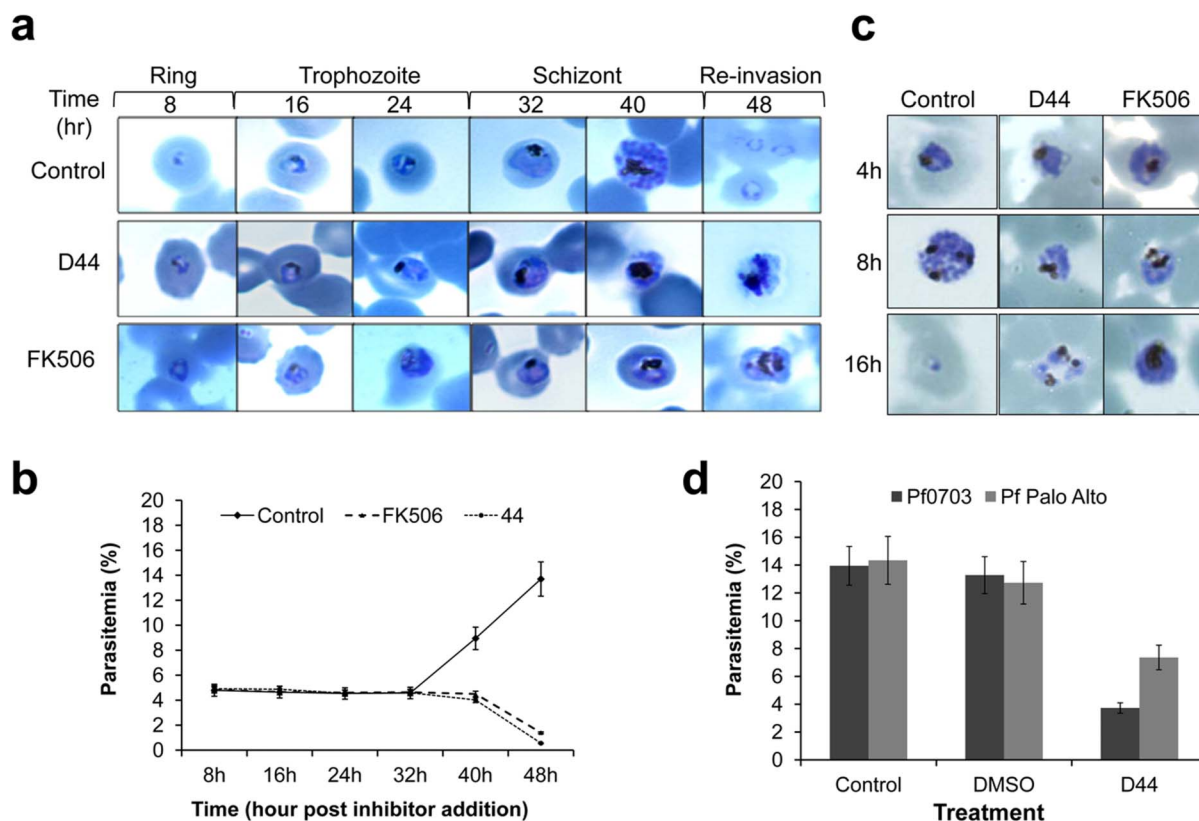 a
Ring Trophozoite Schizont Re-invasion
Time (hr) 8 16 24 32 40 48
Control
D44
FK506
b
Control FK506 44
Parasitemia (%)
20
18
16
14
12
10
8
6
4
2
0
8h 16h 24h 32h 40h 48h
Time (hour post inhibitor addition)
c
Control D44 FK506
4h
8h
16h
d
Pf0703 Pf Palo Alto
Parasitemia (%)
20
18
16
14
12
10
8
6
4
2
0
Control DMSO D44
Treatment